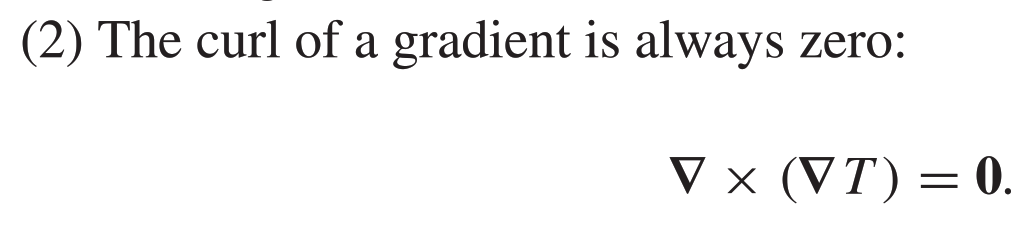 (2) The curl of a gradient is always zero:
∇ × (∇T) = 0.